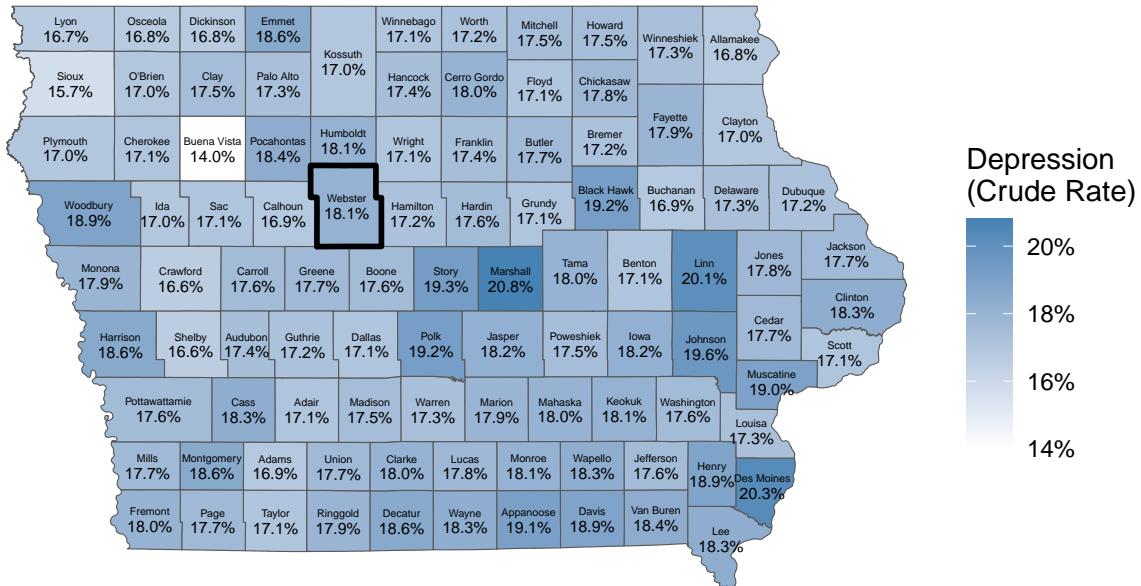 Lyon
16.7%
Osceola
16.8%
Dickinson
16.8%
Emmet
18.6%
Kossuth
17.0%
Winnebago
17.1%
Worth
17.2%
Mitchell
17.5%
Howard
17.5%
Winneshiek
17.3%
Allamakee
16.8%
Sioux
15.7%
O'Brien
17.0%
Clay
17.5%
Palo Alto
17.3%
Hancock
17.4%
Cerro Gordo
18.0%
Floyd
17.1%
Chickasaw
17.8%
Fayette
17.9%
Clayton
17.0%
Plymouth
17.0%
Cherokee
17.1%
Buena Vista
14.0%
Pocahontas
18.4%
Humboldt
18.1%
Wright
17.1%
Franklin
17.4%
Butler
17.7%
Bremer
17.2%
Woodbury
18.9%
Ida
17.0%
Sac
17.1%
Calhoun
16.9%
Webster
18.1%
Hamilton
17.2%
Hardin
17.6%
Grundy
17.1%
Black Hawk
19.2%
Buchanan
16.9%
Delaware
17.3%
Dubuque
17.2%
Monona
17.9%
Crawford
16.6%
Carroll
17.6%
Greene
17.7%
Boone
17.6%
Story
19.3%
Marshall
20.8%
Tama
18.0%
Benton
17.1%
Linn
20.1%
Jones
17.8%
Jackson
17.7%
Clinton
18.3%
Harrison
18.6%
Shelby
16.6%
Audubon
17.4%
Guthrie
17.2%
Dallas
17.1%
Polk
19.2%
Jasper
18.2%
Poweshiek
17.5%
Iowa
18.2%
Johnson
19.6%
Cedar
17.7%
Scott
17.1%
Muscatine
19.0%
Pottawattamie
17.6%
Cass
18.3%
Adair
17.1%
Madison
17.5%
Warren
17.3%
Marion
17.9%
Mahaska
18.0%
Keokuk
18.1%
Washington
17.6%
Louisa
17.3%
Mills
17.7%
Montgomery
18.6%
Adams
16.9%
Union
17.7%
Clarke
18.0%
Lucas
17.8%
Monroe
18.1%
Wapello
18.3%
Jefferson
17.6%
Henry
18.9%
Des Moines
20.3%
Fremont
18.0%
Page
17.7%
Taylor
17.1%
Ringgold
17.9%
Decatur
18.6%
Wayne
18.3%
Appanoose
19.1%
Davis
18.9%
Van Buren
18.4%
Lee
18.3%
Depression
(Crude Rate)
20%
18%
16%
14%